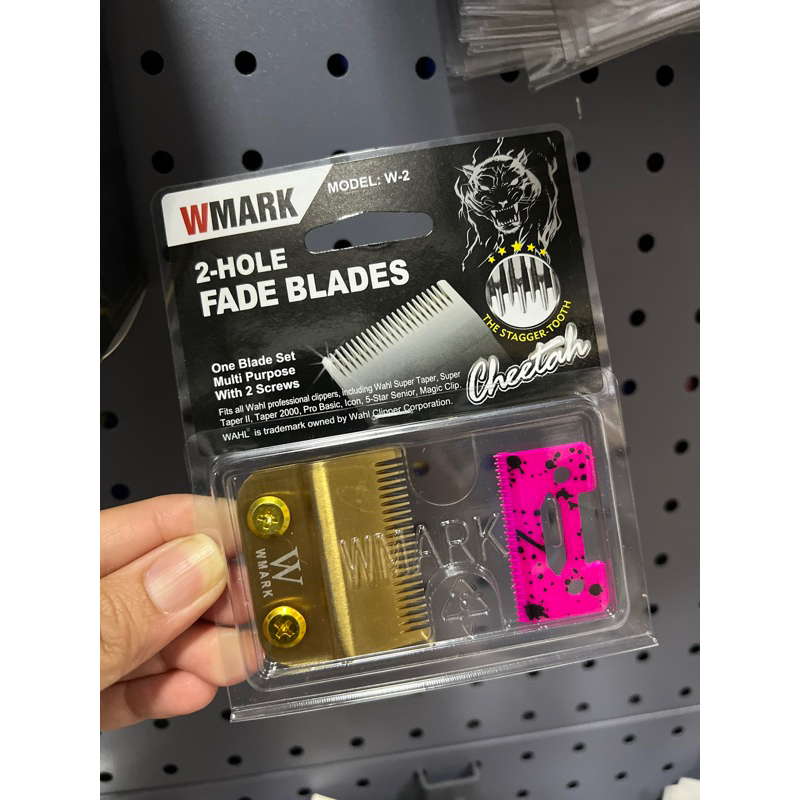 WMARK
MODEL: W-2
2-HOLE
FADE BLADES
THE STAGGER-TOOTH
Cheetah
One Blade Set
Multi Purpose
With 2 Screws
Fits all Wahl professional clippers, including Wahl Super Taper, Super
Taper II, Taper 2000, Pro Basic, Icon, 5-Star Senior, Magic Clip.
WAHL® is trademark owned by Wahl Clipper Corporation.
W
WMARK
WMARK